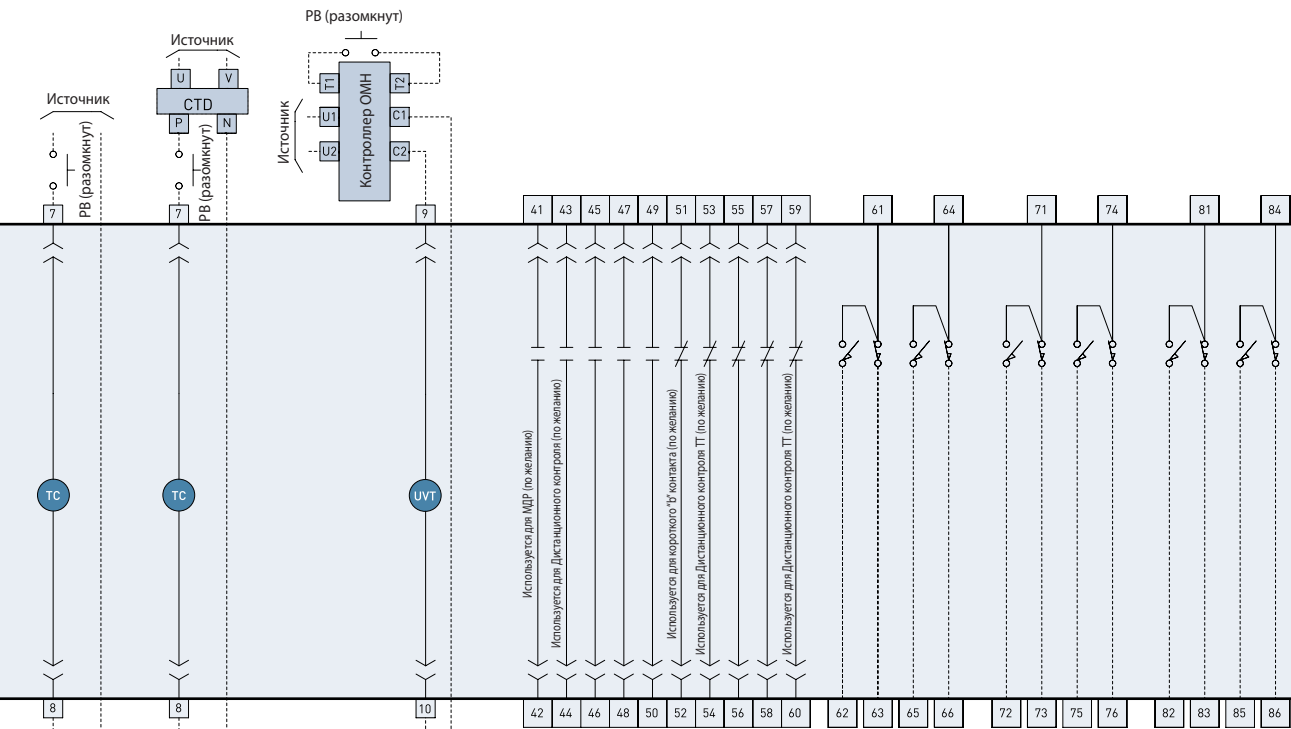 РВ (разомкнут)
Источник
U V
CTD
P N
Источник
РВ (разомкнут)
РВ (разомкнут)
T1 T2
U1 C1
U2 C2
Контроллер ОМН
Источник
7 7 9 41 43 45 47 49 51 53 55 57 59 61 64 71 74 81 84
Используется для МДР (по желанию)
Используется для Дистанционного контроля (по желанию)
Используется для короткого "b" контакта (по желанию)
Используется для Дистанционного контроля ТТ (по желанию)
Используется для Дистанционного контроля ТТ (по желанию)
TC TC UVT
8 8 10 42 44 46 48 50 52 54 56 58 60 62 63 65 66 72 73 75 76 82 83 85 86